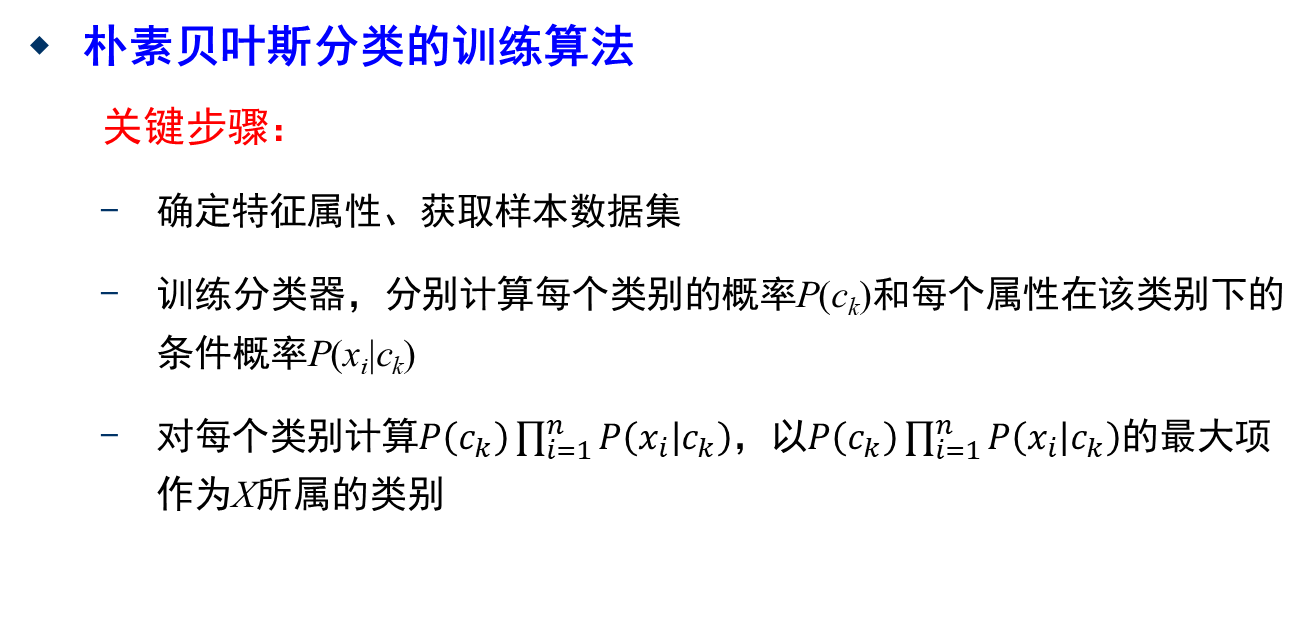 ◆ 朴素贝叶斯分类的训练算法
关键步骤：
– 确定特征属性、获取样本数据集
– 训练分类器，分别计算每个类别的概率P(c_k)和每个属性在该类别下的
条件概率P(x_i|c_k)
– 对每个类别计算P(c_k)∏_{i=1}^{n} P(x_i|c_k)，以P(c_k)∏_{i=1}^{n} P(x_i|c_k)的最大项
作为X所属的类别